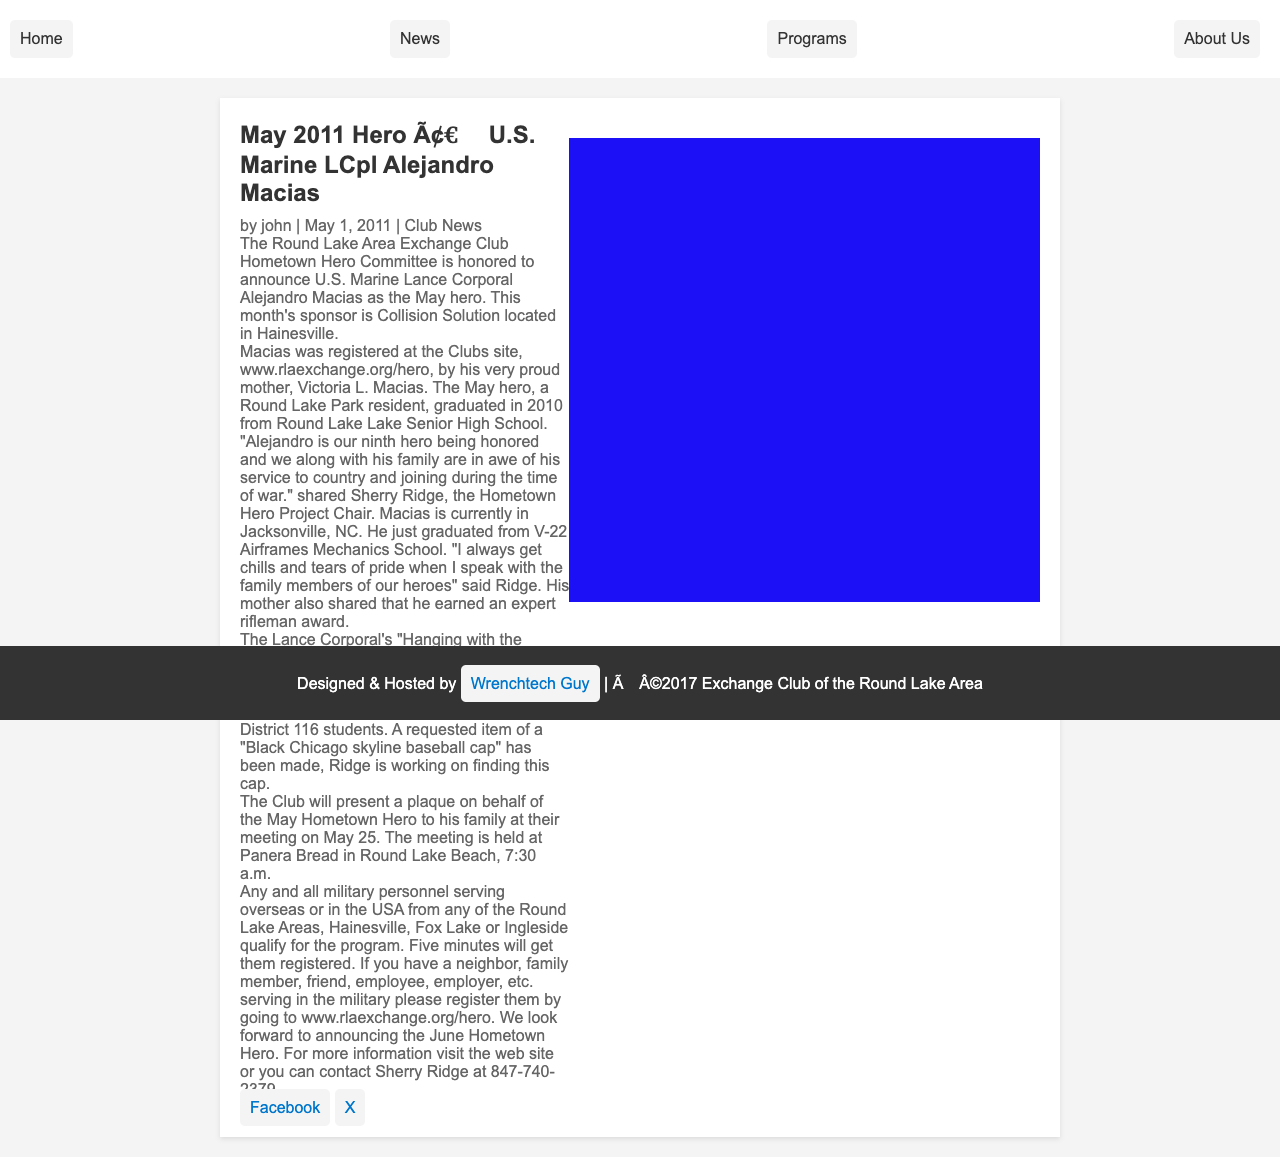 Home News Programs About Us
May 2011 Hero Ã¢€ U.S.
Marine LCpl Alejandro
Macias
by john | May 1, 2011 | Club News
The Round Lake Area Exchange Club
Hometown Hero Committee is honored to
announce U.S. Marine Lance Corporal
Alejandro Macias as the May hero. This
month's sponsor is Collision Solution located
in Hainesville.
Macias was registered at the Clubs site,
www.rlaexchange.org/hero, by his very proud
mother, Victoria L. Macias. The May hero, a
Round Lake Park resident, graduated in 2010
from Round Lake Lake Senior High School.
"Alejandro is our ninth hero being honored
and we along with his family are in awe of his
service to country and joining during the time
of war." shared Sherry Ridge, the Hometown
Hero Project Chair. Macias is currently in
Jacksonville, NC. He just graduated from V-22
Airframes Mechanics School. "I always get
chills and tears of pride when I speak with the
family members of our heroes" said Ridge. His
mother also shared that he earned an expert
rifleman award.
The Lance Corporal's "Hanging with the
Designed & Hosted by Wrenchtech Guy | Ã Â©2017 Exchange Club of the Round Lake Area
District 116 students. A requested item of a
"Black Chicago skyline baseball cap" has
been made, Ridge is working on finding this
cap.
The Club will present a plaque on behalf of
the May Hometown Hero to his family at their
meeting on May 25. The meeting is held at
Panera Bread in Round Lake Beach, 7:30
a.m.
Any and all military personnel serving
overseas or in the USA from any of the Round
Lake Areas, Hainesville, Fox Lake or Ingleside
qualify for the program. Five minutes will get
them registered. If you have a neighbor, family
member, friend, employee, employer, etc.
serving in the military please register them by
going to www.rlaexchange.org/hero. We look
forward to announcing the June Hometown
Hero. For more information visit the web site
or you can contact Sherry Ridge at 847-740-
2379
Facebook X